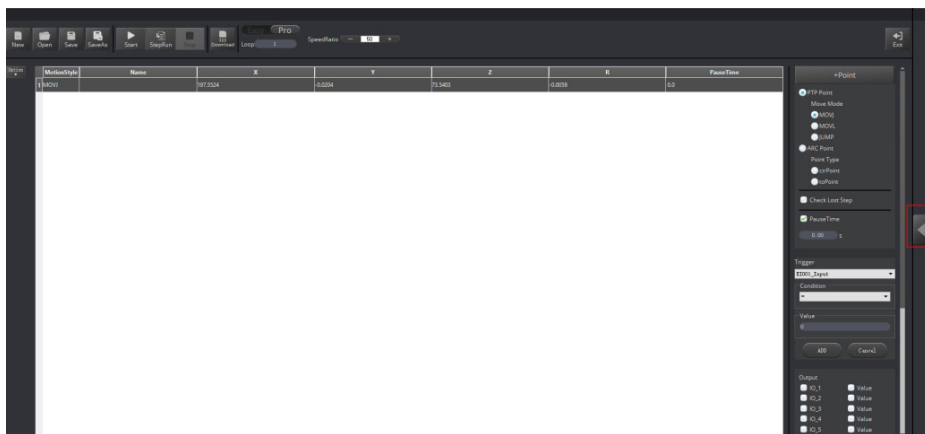 Pro
SpeedRatio - 50 +
New Open Save SaveAs Start StepRun Download Loop: 1 Exit
MotionStyle Name X Y Z R PauseTime
1 MOVJ 197.5524 -0.0204 73.5403 -0.0059 0.0
+Point
PTP Point
Move Mode
MOVJ
MOVL
JUMP
ARC Point
Point Type
cirPoint
toPoint
Check Lost Step
PauseTime
0.00 s
Trigger
EIO01_Input
Condition
=
Value
0
ADD Cancel
Output
IO_1 Value
IO_2 Value
IO_3 Value
IO_4 Value
IO_5 Value